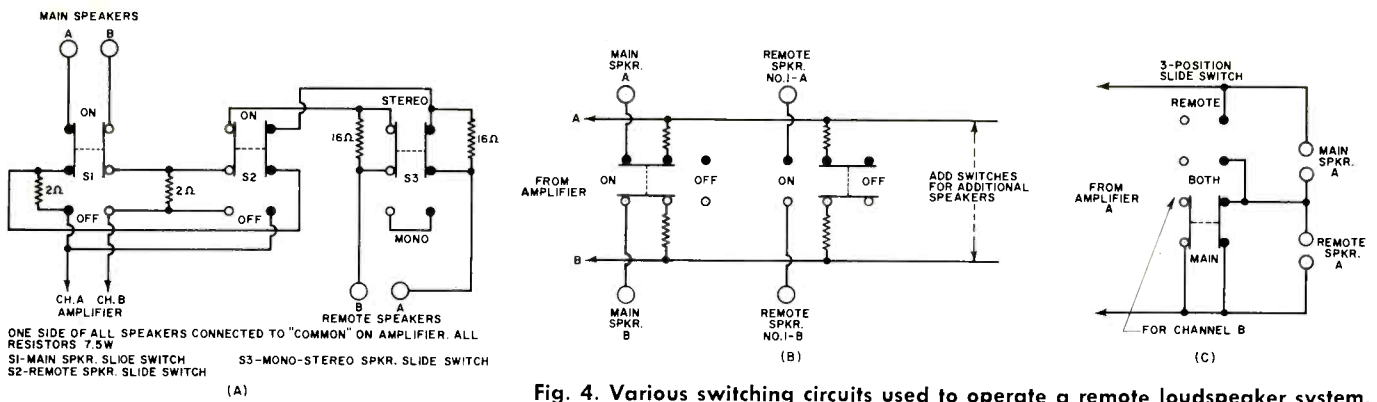 MAIN SPEAKERS
A B
ON
S1
2Ω
OFF
2Ω
S2
OFF
ON
STEREO
16Ω
16Ω
S3
MONO
CH.A CH.B
AMPLIFIER
B A
REMOTE SPEAKERS
ONE SIDE OF ALL SPEAKERS CONNECTED TO "COMMON" ON AMPLIFIER. ALL
RESISTORS 7.5W
S1-MAIN SPKR. SLIDE SWITCH
S2-REMOTE SPKR. SLIDE SWITCH
S3-MONO-STEREO SPKR. SLIDE SWITCH
(A)
MAIN
SPKR.
A
REMOTE
SPKR.
NO.1-A
A
FROM
AMPLIFIER
ON
OFF
ON
OFF
ADD SWITCHES
FOR ADDITIONAL
SPEAKERS
B
MAIN
SPKR.
B
REMOTE
SPKR.
NO.1-B
(B)
3-POSITION
SLIDE SWITCH
REMOTE
BOTH
MAIN
FROM
AMPLIFIER
A
MAIN
SPKR.
A
REMOTE
SPKR.
A
FOR CHANNEL B
(C)
Fig. 4. Various switching circuits used to operate a remote loudspeaker system.